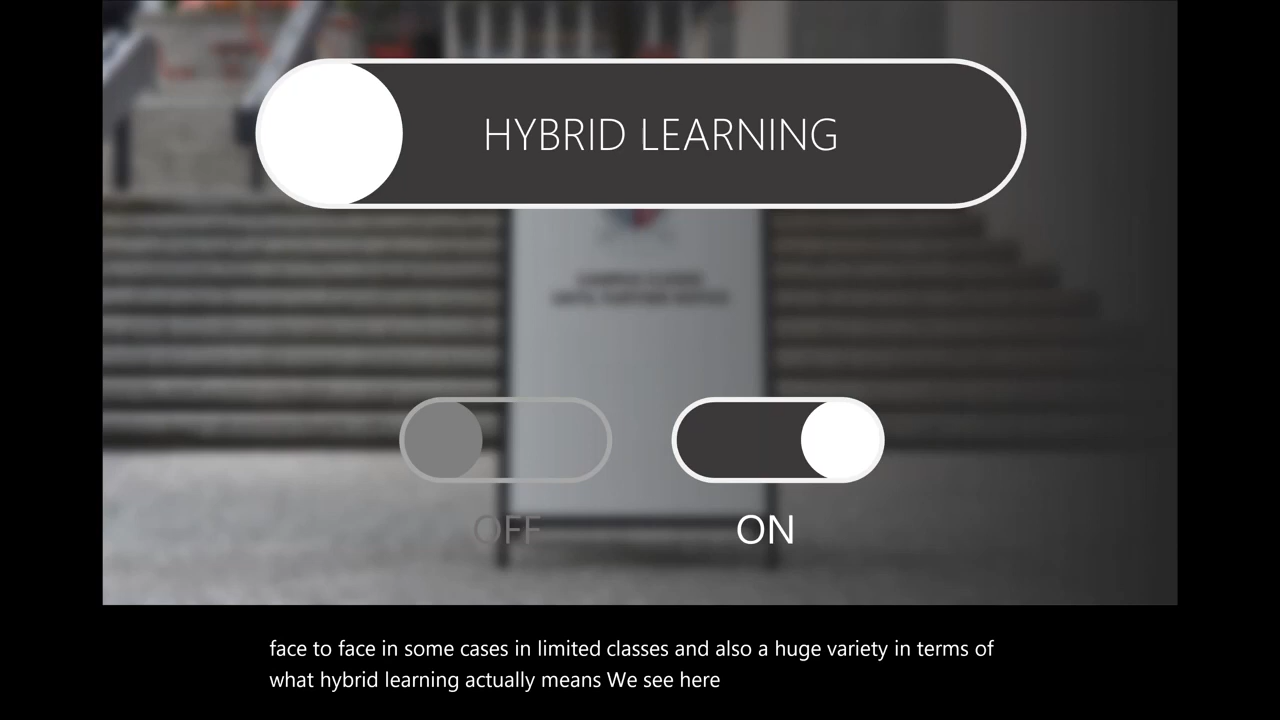 HYBRID LEARNING
OFF
ON
face to face in some cases in limited classes and also a huge variety in terms of
what hybrid learning actually means We see here